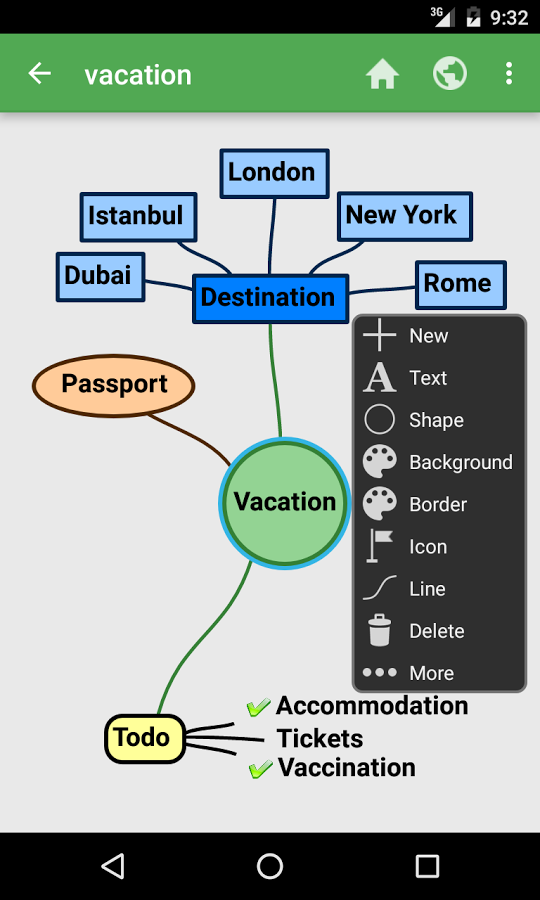 3G 9:32
vacation
London
Istanbul
New York
Dubai
Rome
Destination
Passport
Vacation
New
Text
Shape
Background
Border
Icon
Line
Delete
More
Todo
Accommodation
Tickets
Vaccination